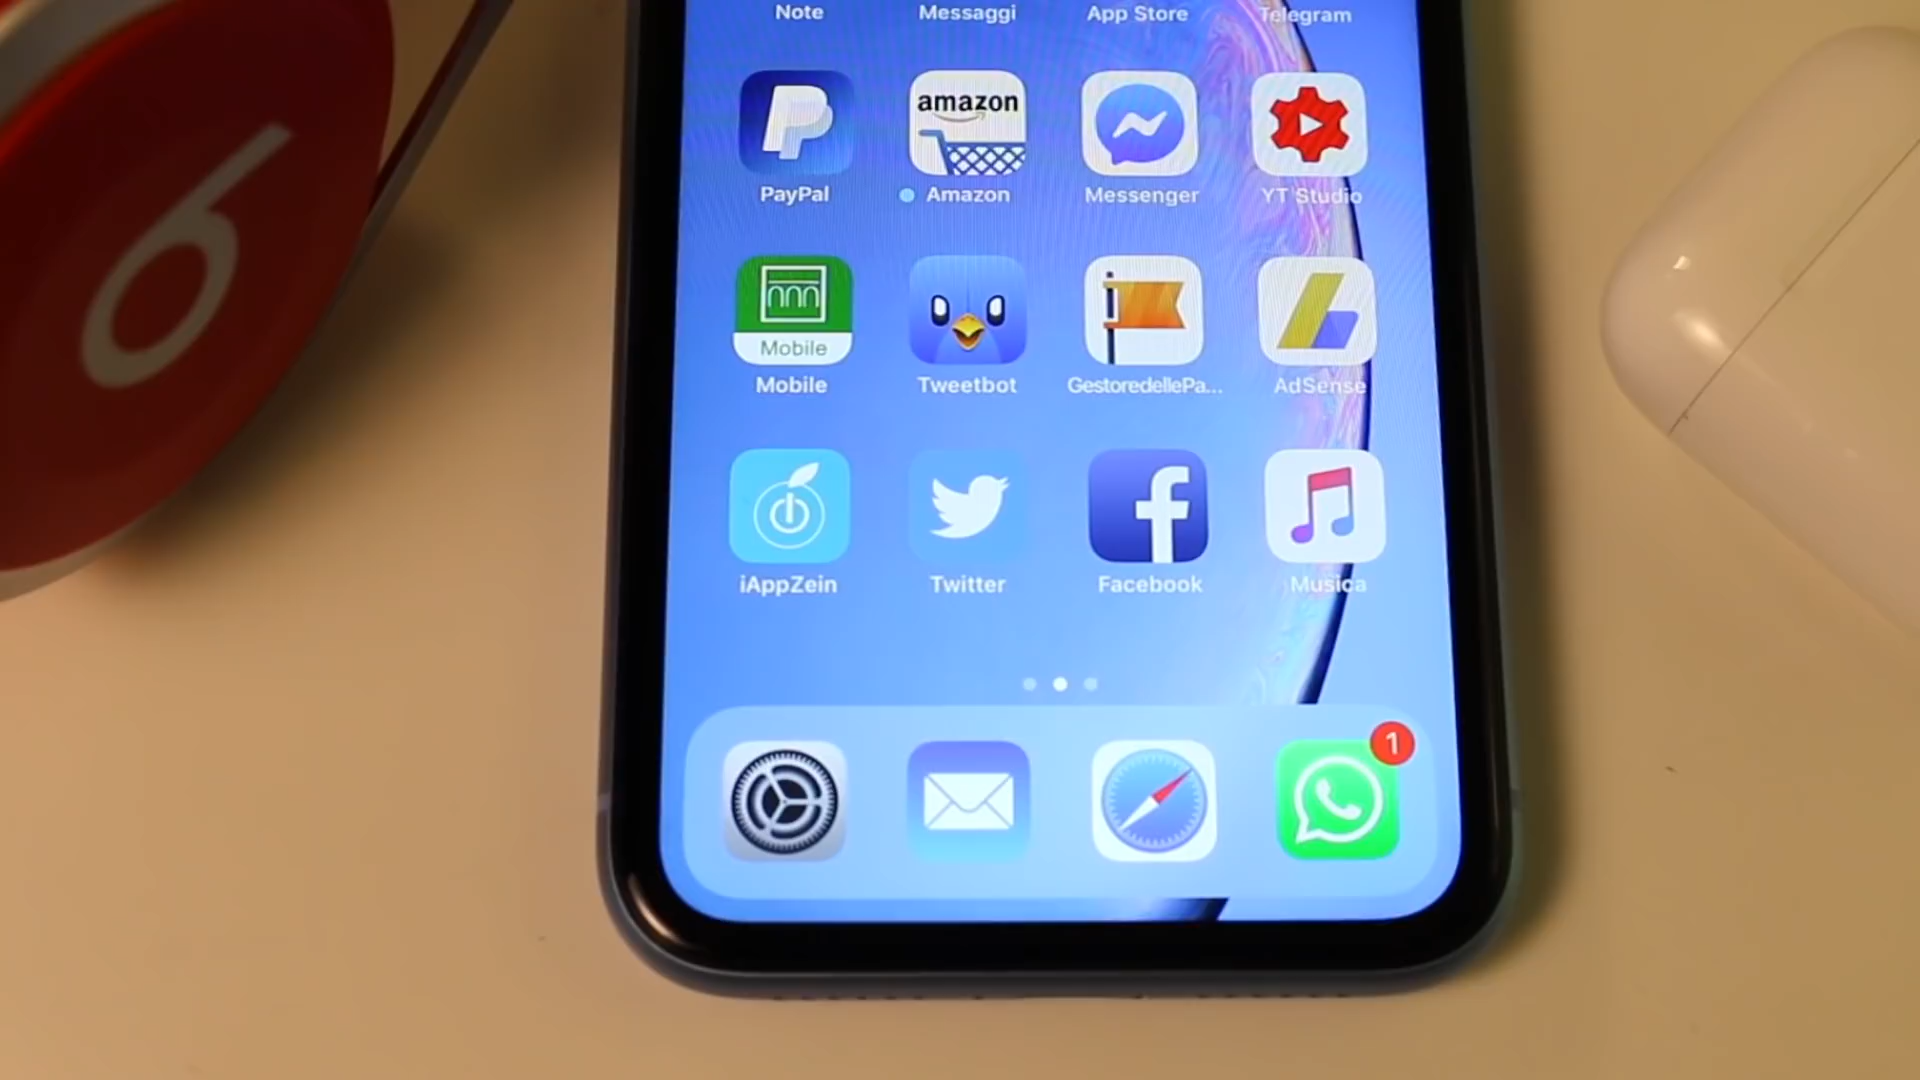 Note Messaggi App Store Telegram
amazon
PayPal Amazon Messenger YT Studio
Mobile
Mobile Tweetbot GestoredellePa... AdSense
iAppZein Twitter Facebook Musica
1